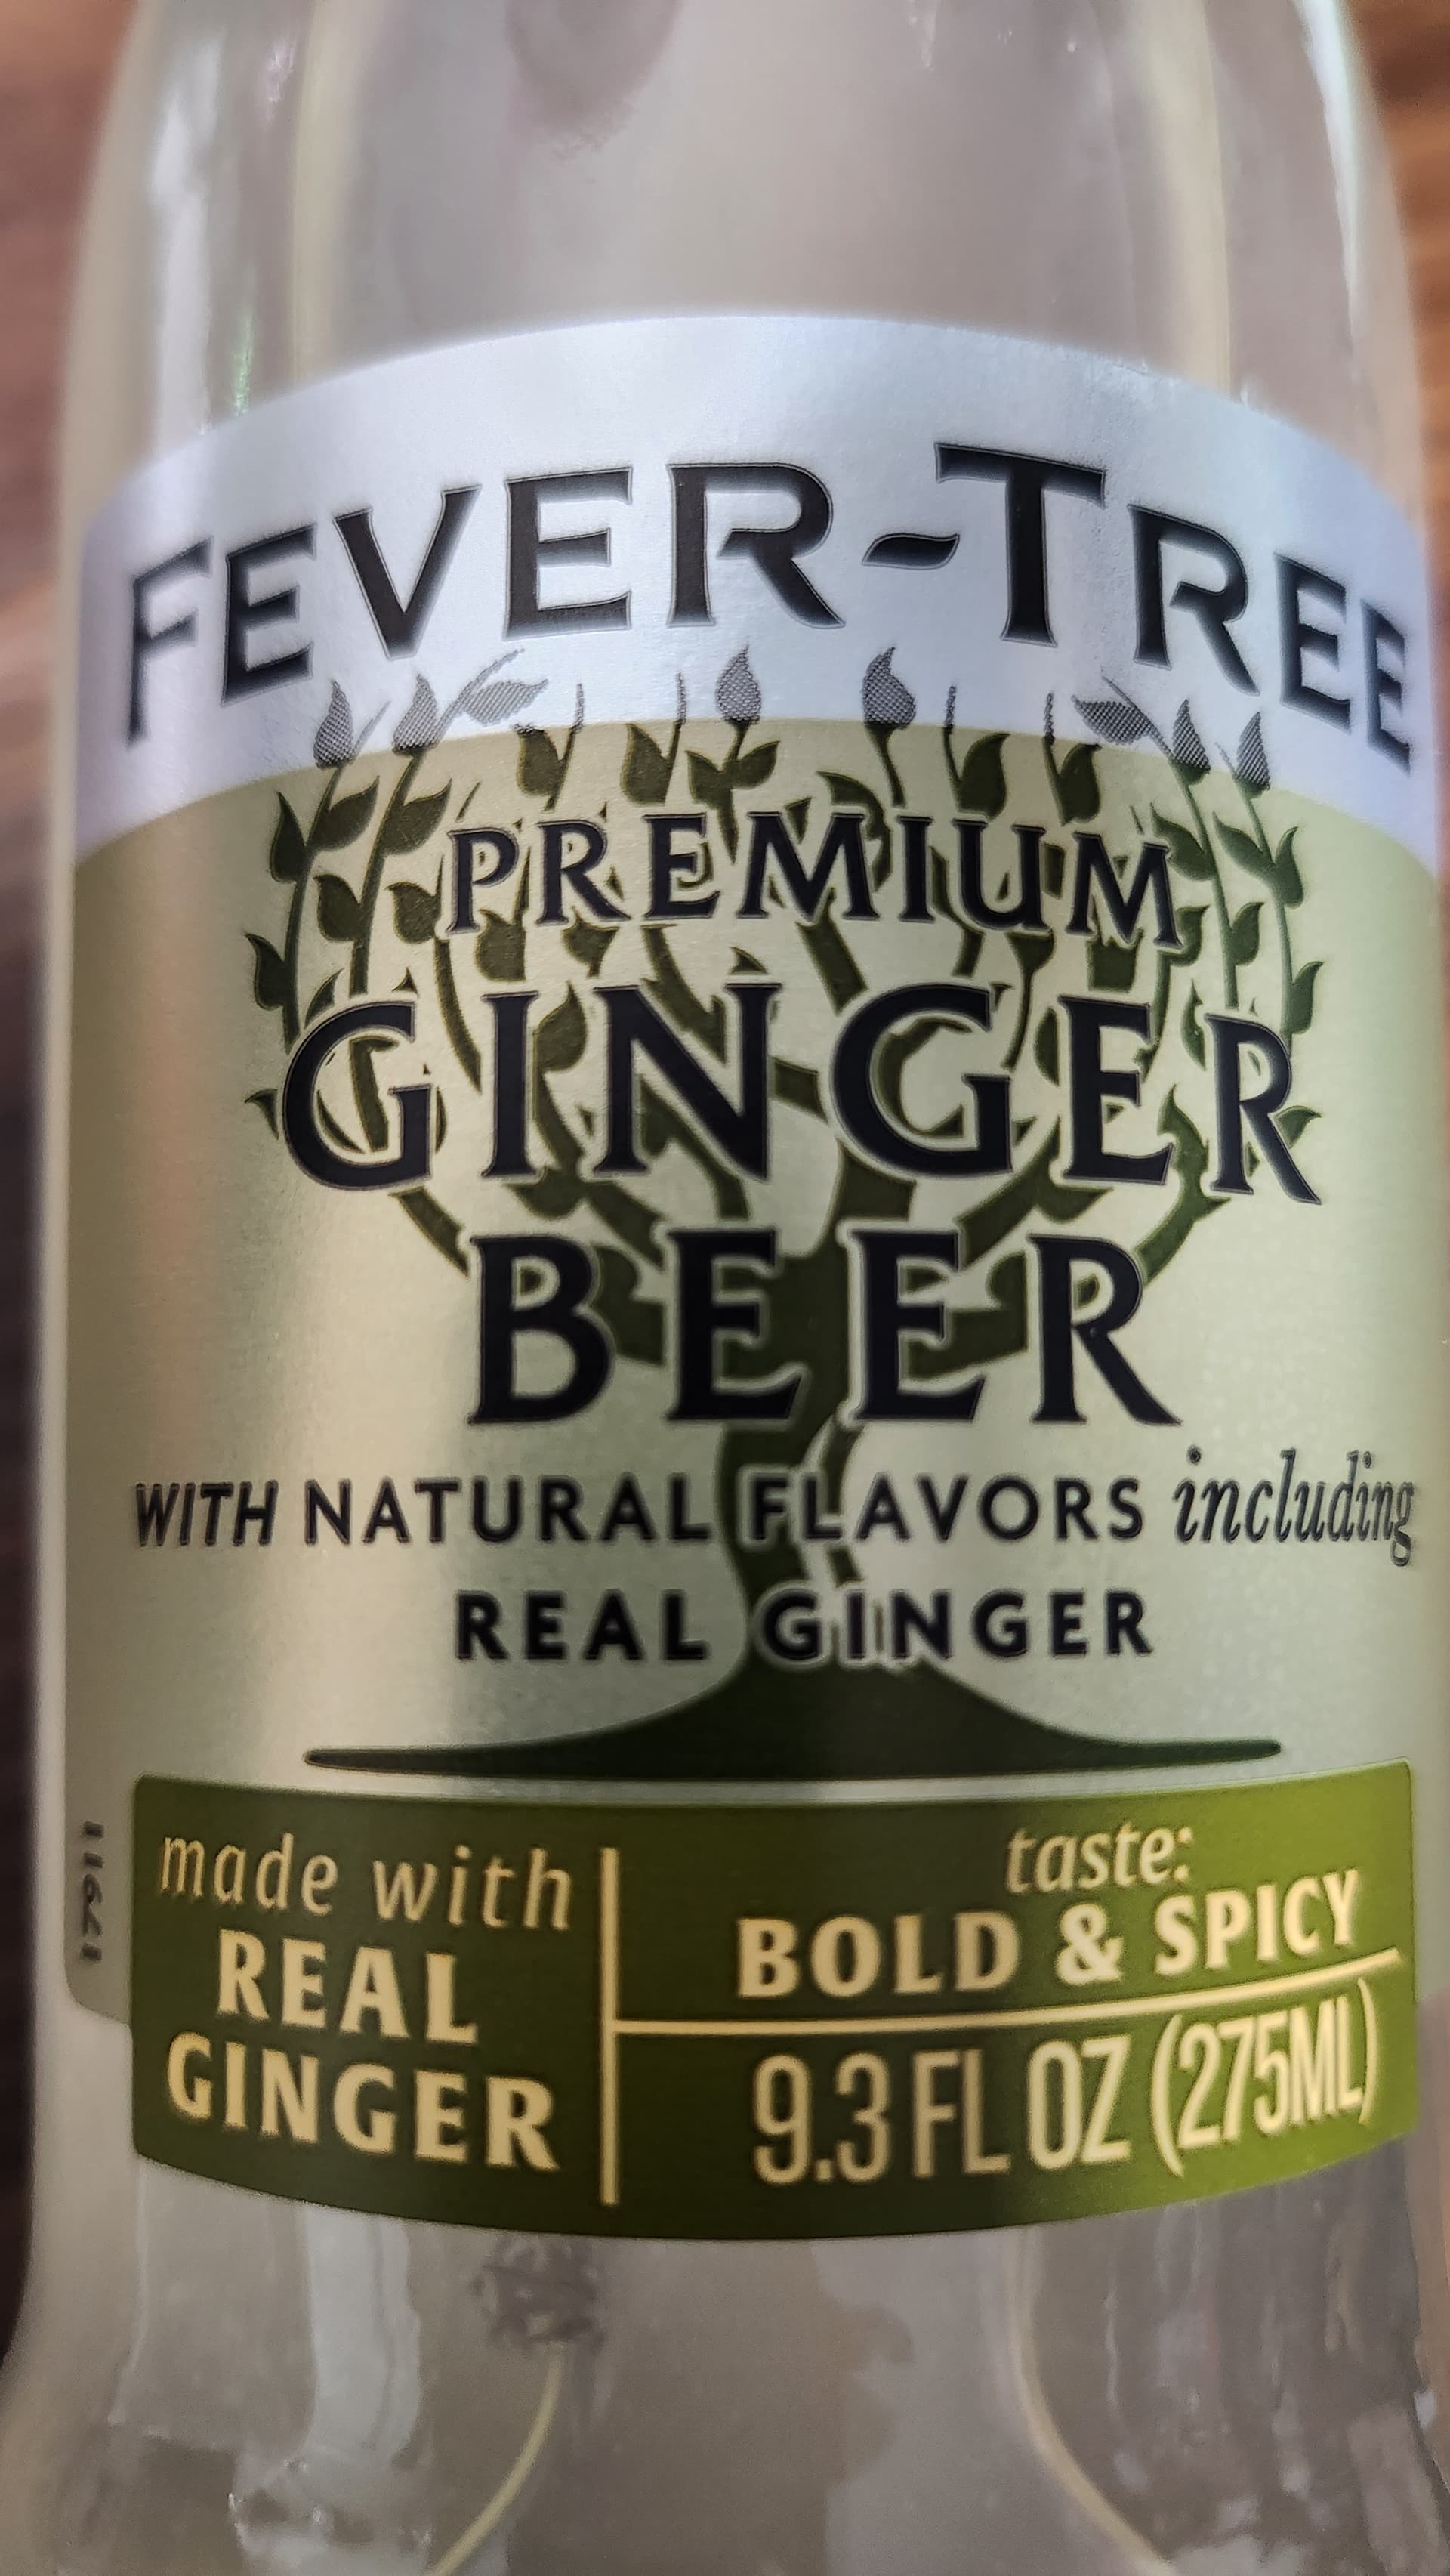 FEVER-TREE
PREMIUM
GINGER
BEER
WITH NATURAL FLAVORS including
REAL GINGER
made with
REAL
GINGER
taste:
BOLD & SPICY
9.3 FL OZ (275ML)